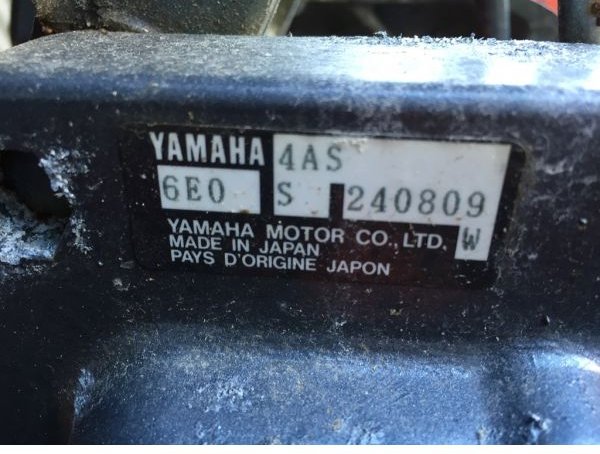 YAMAHA 4AS
6E0 S 240809
YAMAHA MOTOR CO., LTD. W
MADE IN JAPAN
PAYS D'ORIGINE JAPON